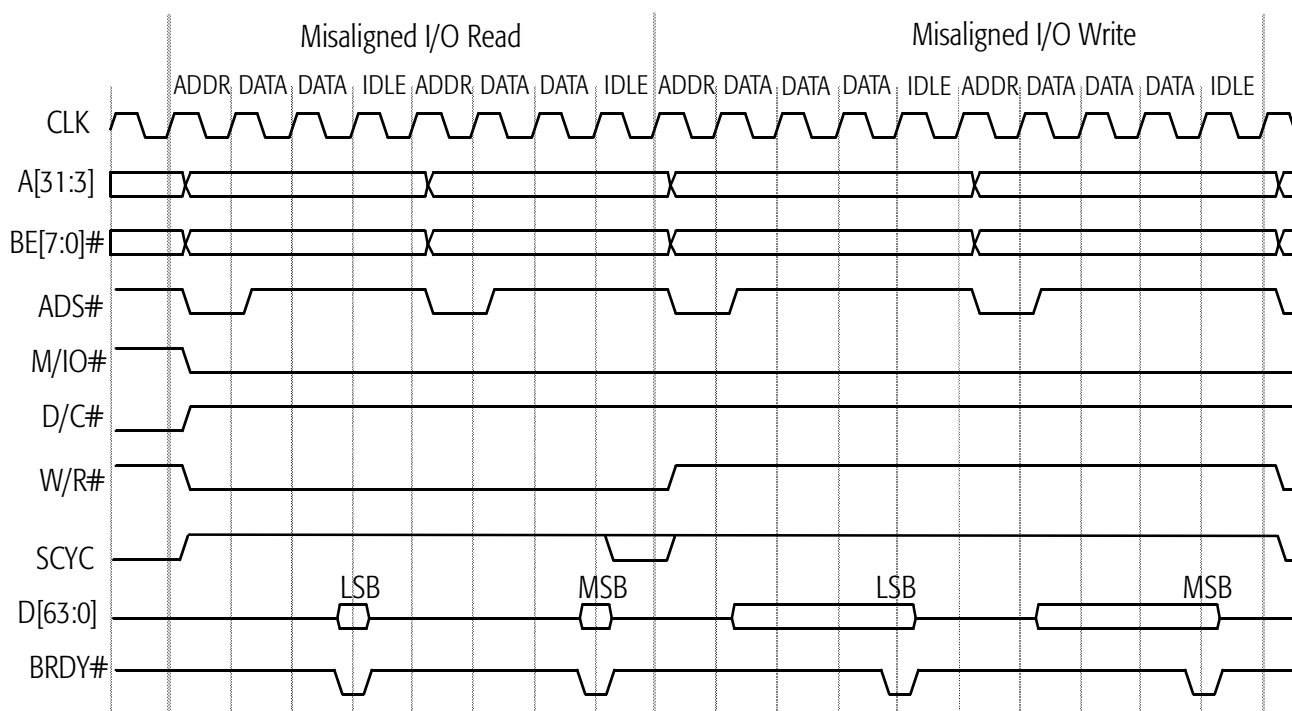 Misaligned I/O Read
Misaligned I/O Write
ADDR DATA DATA IDLE ADDR DATA DATA IDLE ADDR DATA DATA DATA IDLE ADDR DATA DATA DATA IDLE
CLK
A[31:3]
BE[7:0]#
ADS#
M/IO#
D/C#
W/R#
SCYC
LSB MSB LSB MSB
D[63:0]
BRDY#